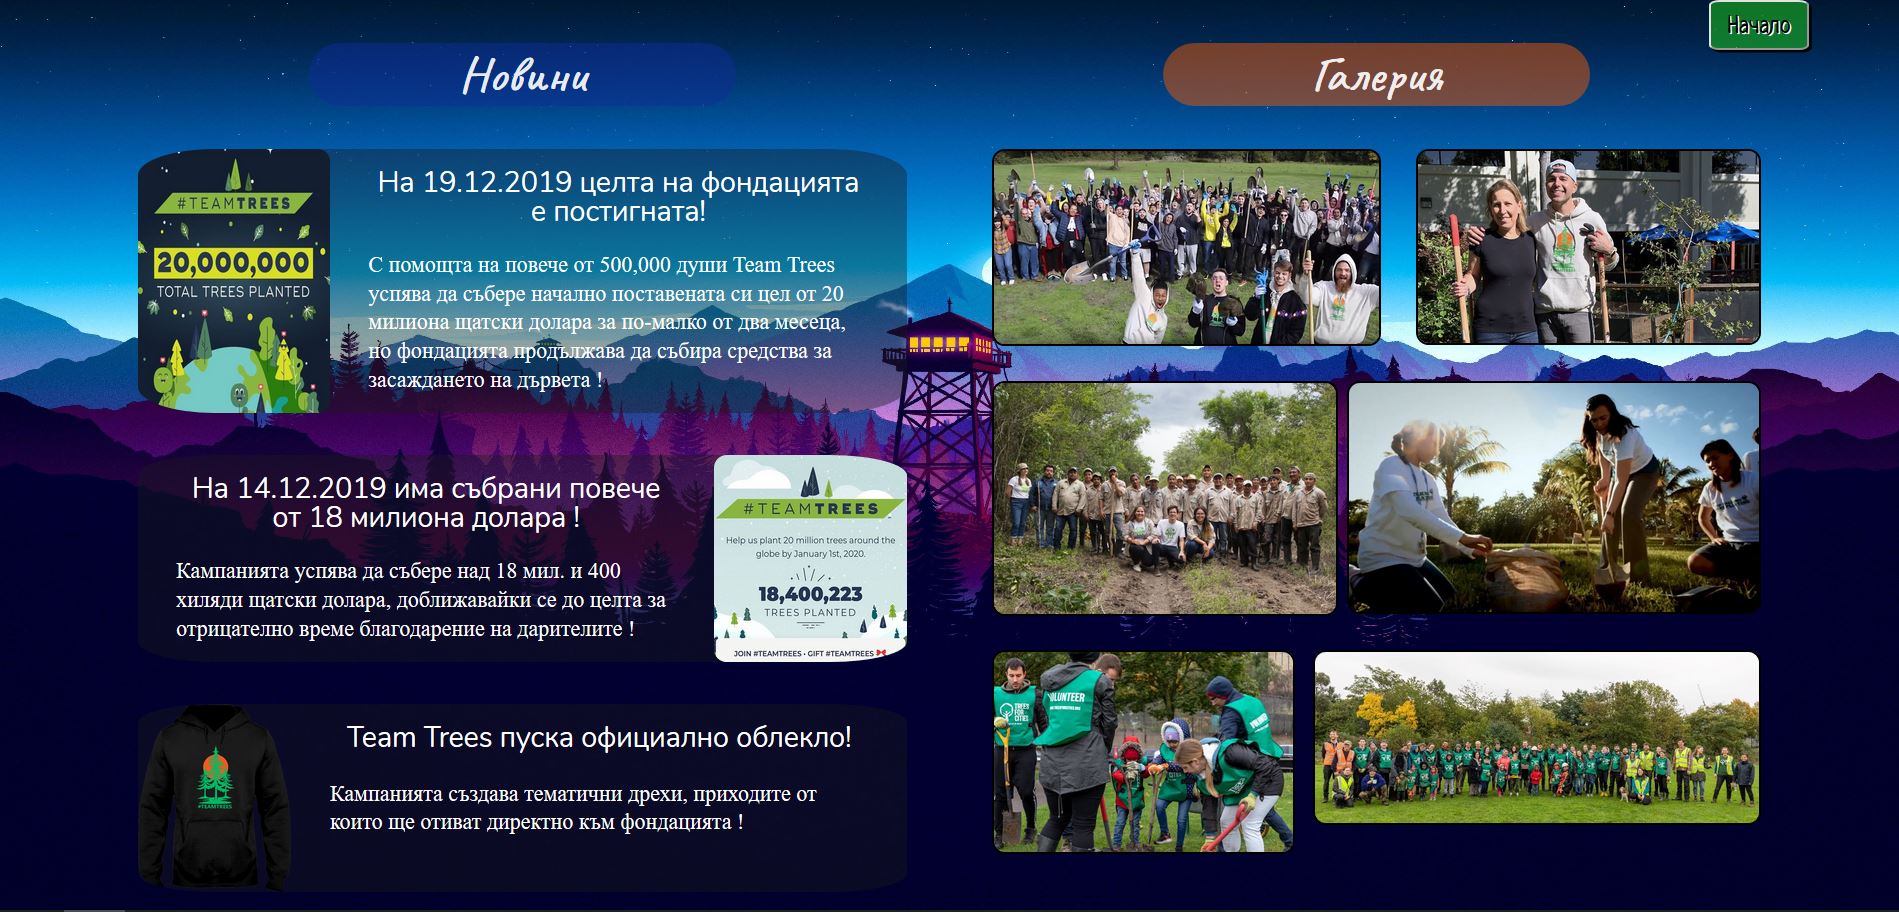 Начало
Новини
#TEAMTREES
20,000,000
TOTAL TREES PLANTED
На 19.12.2019 целта на фондацията
е постигната!
С помощта на повече от 500,000 души Team Trees
успява да събере начално поставената си цел от 20
милиона щатски долара за по-малко от два месеца,
но фондацията продължава да събира средства за
засаждането на дървета !
На 14.12.2019 има събрани повече
от 18 милиона долара !
Кампанията успява да събере над 18 мил. и 400
хиляди щатски долара, доближавайки се до целта за
отрицателно време благодарение на дарителите !
#TEAMTREES
Help us plant 20 million trees around the
globe by January 1st, 2020.
18,400,223
TREES PLANTED
JOIN #TEAMTREES • GIFT #TEAMTREES
#TEAMTREES
Team Trees пуска официално облекло!
Кампанията създава тематични дрехи, приходите от
които ще отиват директно към фондацията !
Галерия
TREES
FOR
CITIES
VOLUNTEER